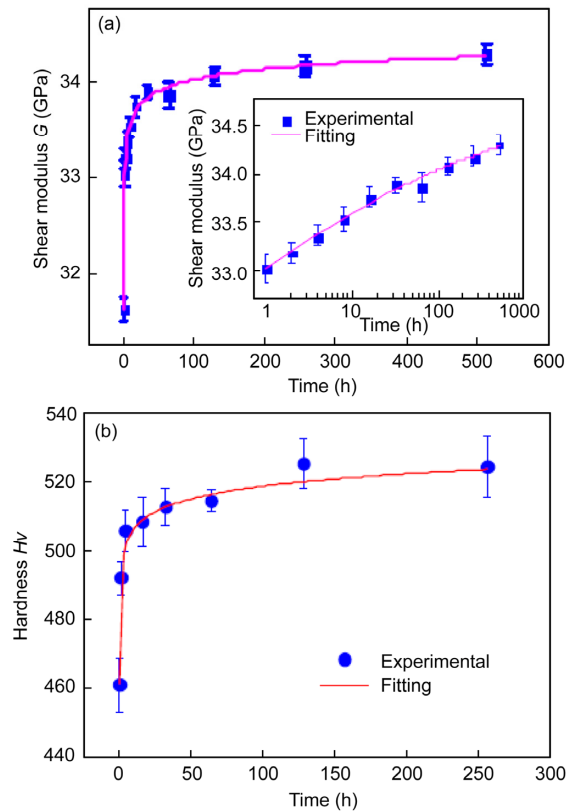 (a)
34
33
32
Shear modulus G (GPa)
0
100
200
300
400
500
600
Time (h)
34.5
34.0
33.5
33.0
Shear modulus (GPa)
Experimental
Fitting
1
10
100
1000
Time (h)
(b)
540
520
500
480
460
440
Hardness Hv
Experimental
Fitting
0
50
100
150
200
250
300
Time (h)